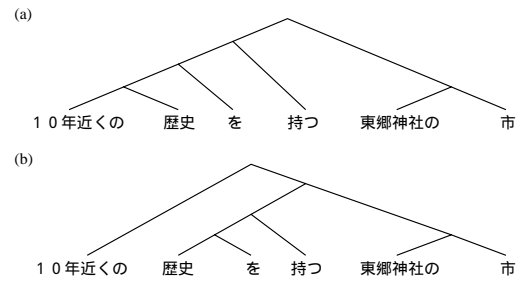 (a)
10年近くの 歴史 を 持つ 東郷神社の 市
(b)
10年近くの 歴史 を 持つ 東郷神社の 市